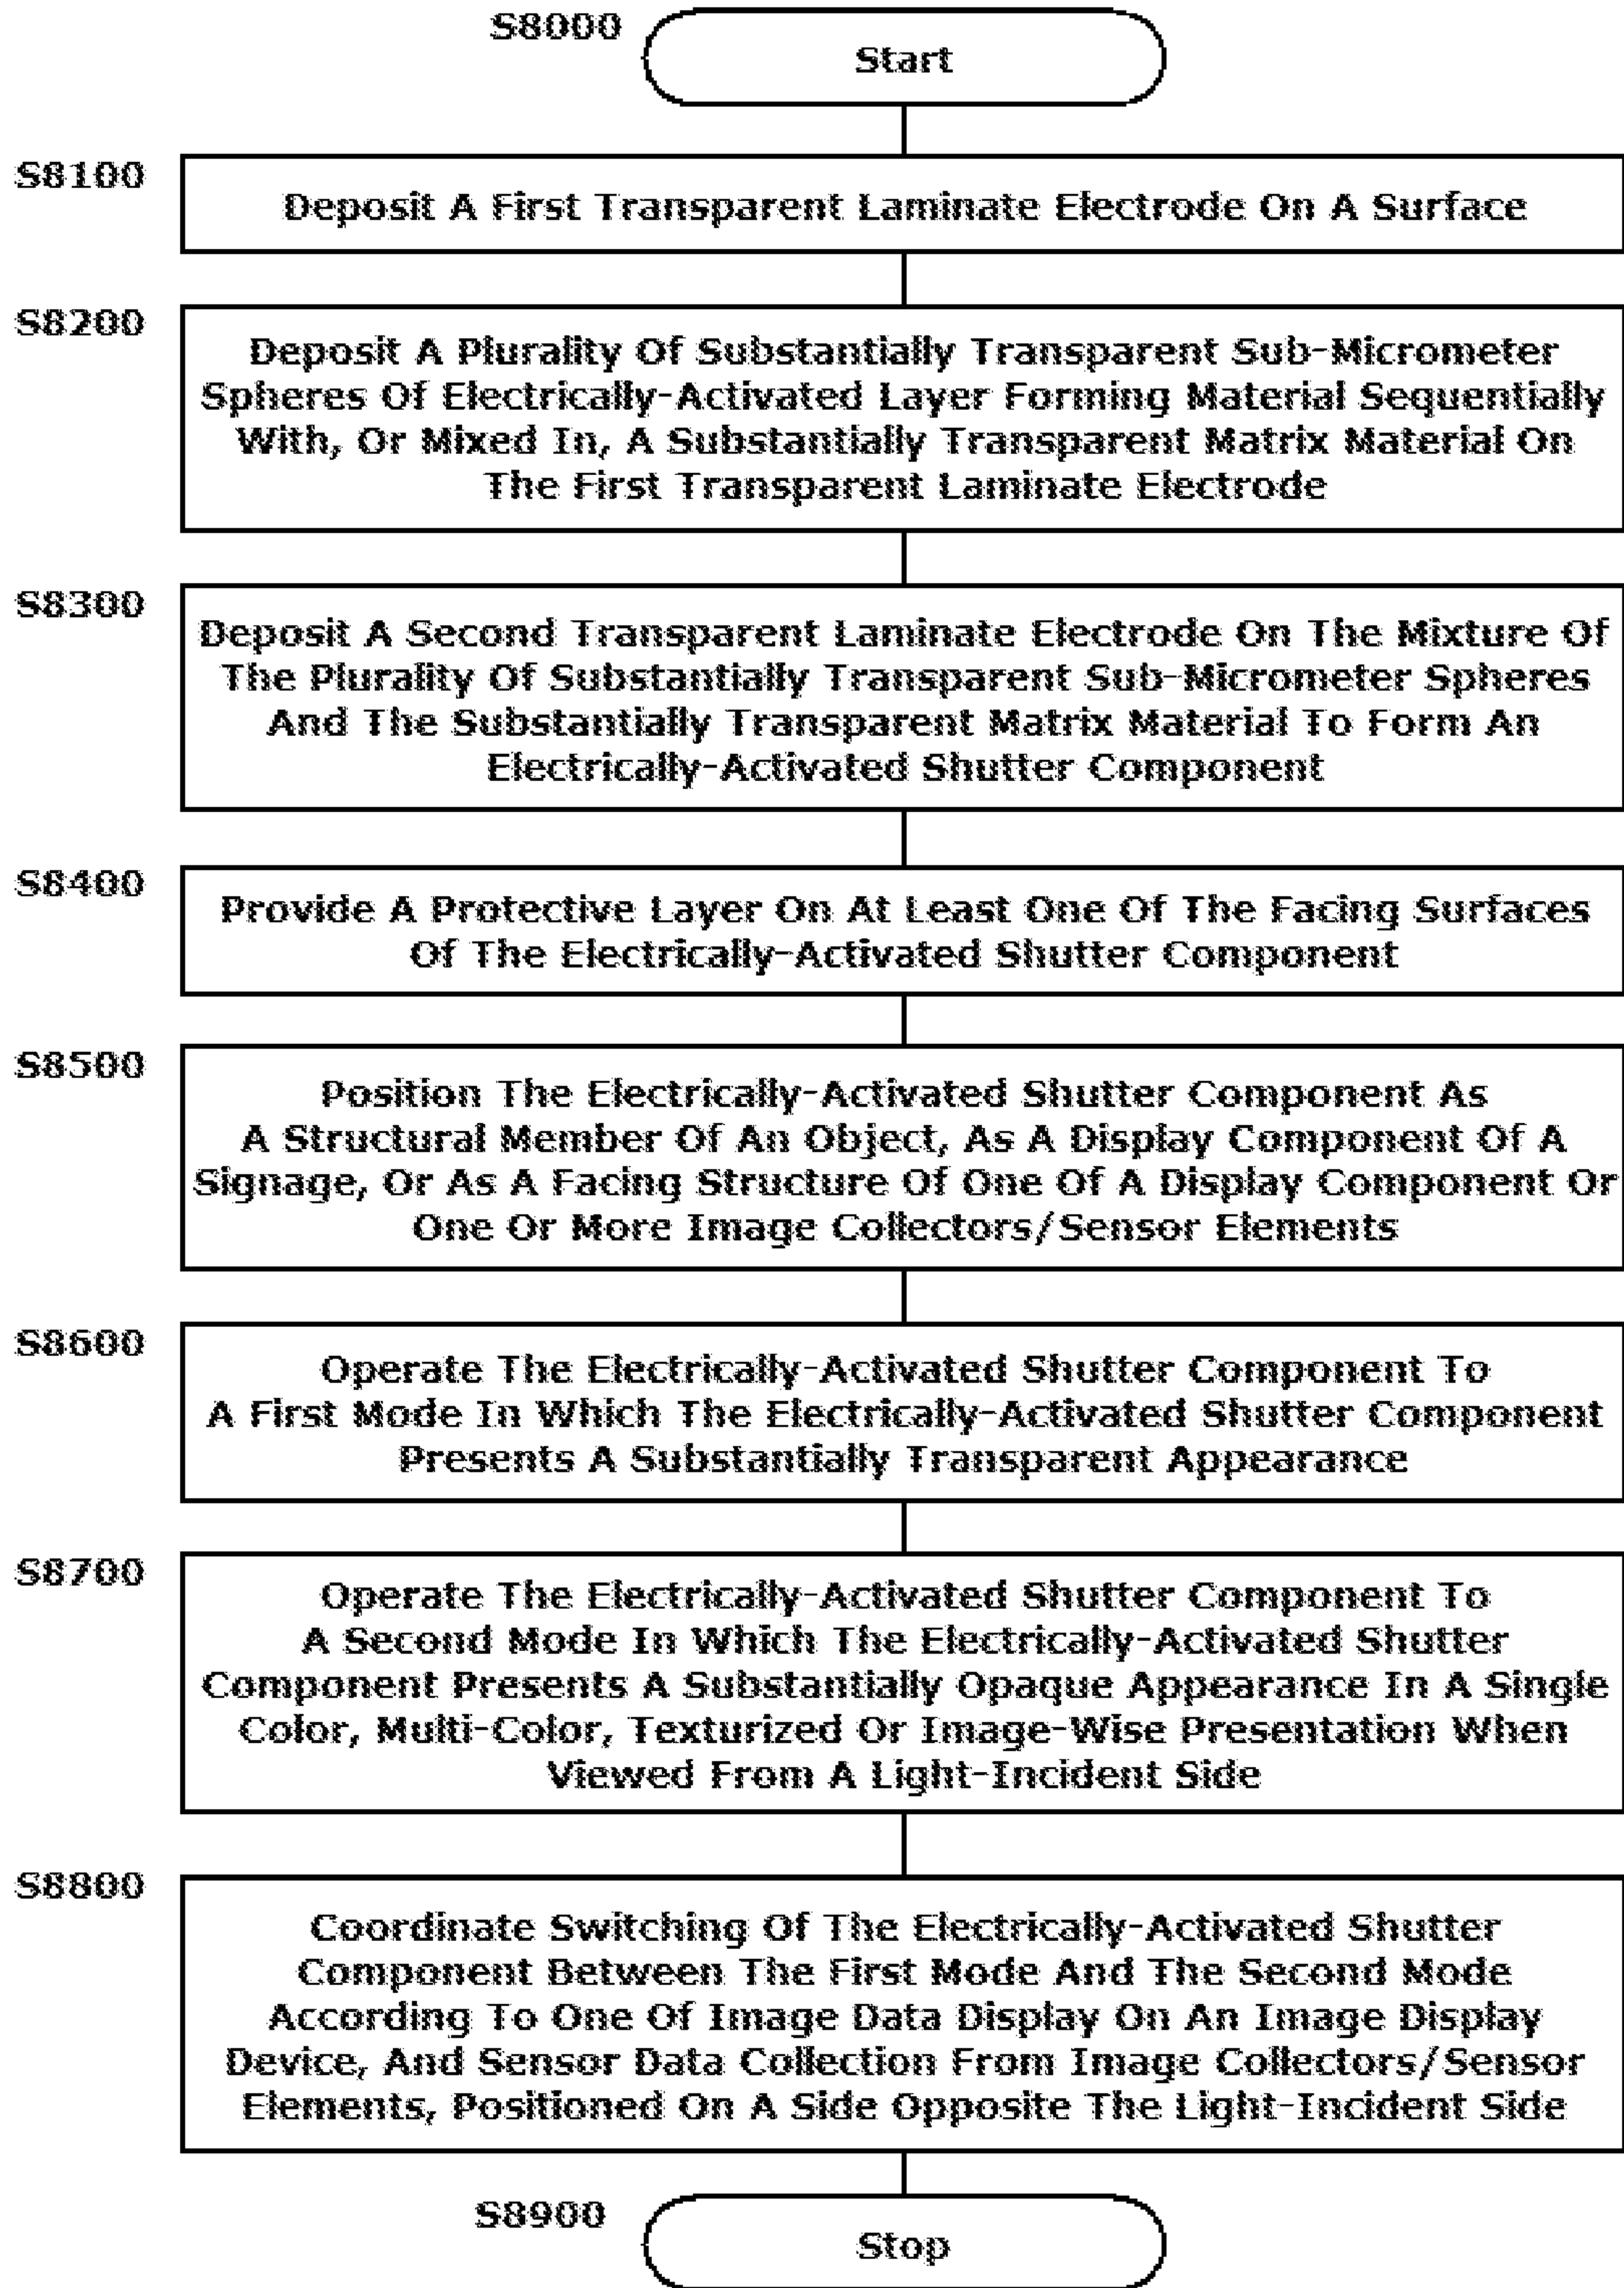 S8000
Start
S8100
Deposit A First Transparent Laminate Electrode On A Surface
S8200
Deposit A Plurality Of Substantially Transparent Sub-Micrometer
Spheres Of Electrically-Activated Layer Forming Material Sequentially
With, Or Mixed In, A Substantially Transparent Matrix Material On
The First Transparent Laminate Electrode
S8300
Deposit A Second Transparent Laminate Electrode On The Mixture Of
The Plurality Of Substantially Transparent Sub-Micrometer Spheres
And The Substantially Transparent Matrix Material To Form An
Electrically-Activated Shutter Component
S8400
Provide A Protective Layer On At Least One Of The Facing Surfaces
Of The Electrically-Activated Shutter Component
S8500
Position The Electrically-Activated Shutter Component As
A Structural Member Of An Object, As A Display Component Of A
Signage, Or As A Facing Structure Of One Of A Display Component Or
One Or More Image Collectors/Sensor Elements
S8600
Operate The Electrically-Activated Shutter Component To
A First Mode In Which The Electrically-Activated Shutter Component
Presents A Substantially Transparent Appearance
S8700
Operate The Electrically-Activated Shutter Component To
A Second Mode In Which The Electrically-Activated Shutter
Component Presents A Substantially Opaque Appearance In A Single
Color, Multi-Color, Texturized Or Image-Wise Presentation When
Viewed From A Light-Incident Side
S8800
Coordinate Switching Of The Electrically-Activated Shutter
Component Between The First Mode And The Second Mode
According To One Of Image Data Display On An Image Display
Device, And Sensor Data Collection From Image Collectors/Sensor
Elements, Positioned On A Side Opposite The Light-Incident Side
S8900
Stop